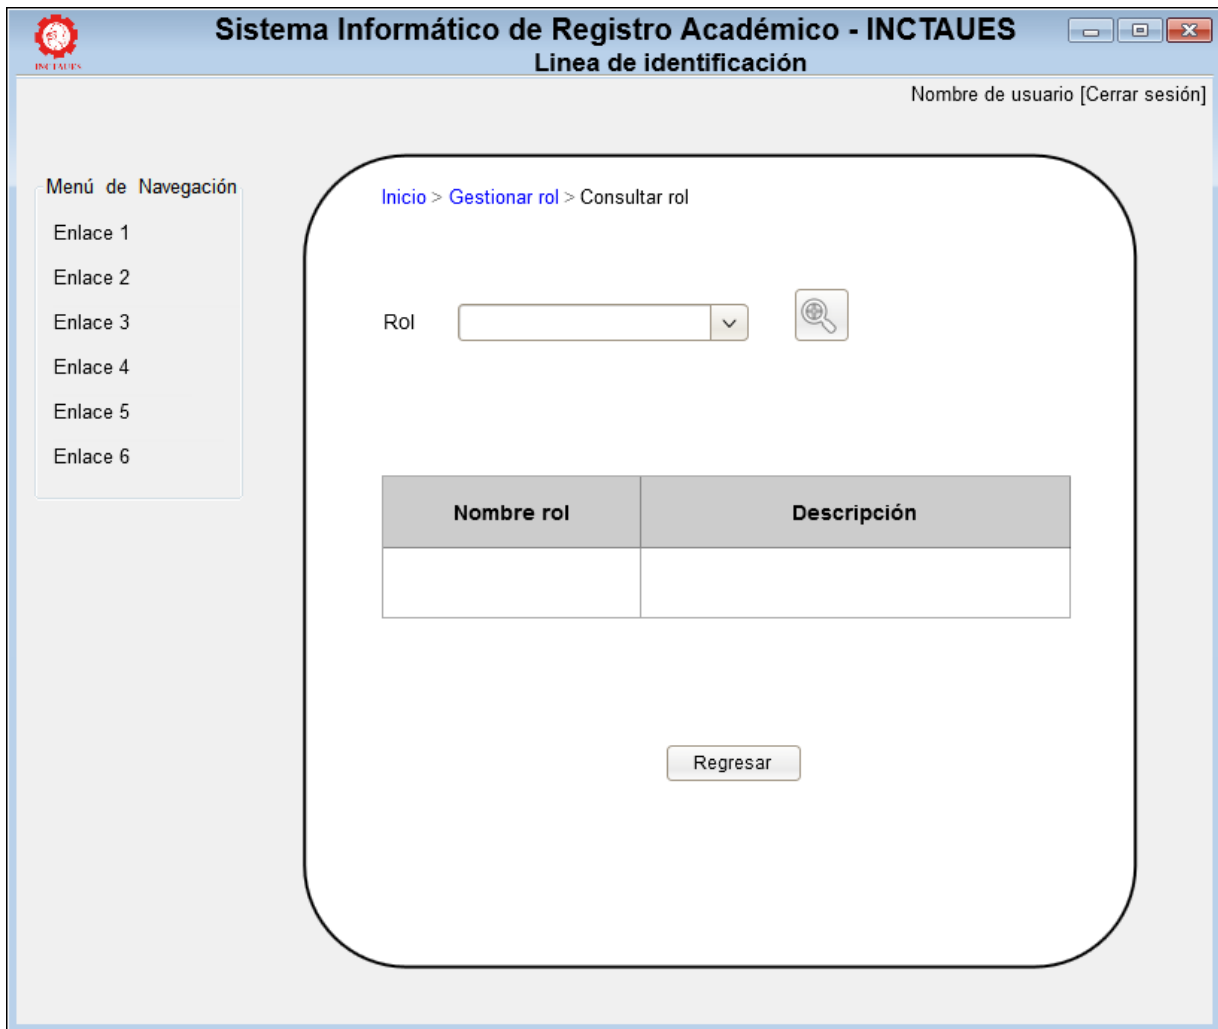 Sistema Informático de Registro Académico - INCTAUES
Linea de identificación
INCTAUES
Nombre de usuario [Cerrar sesión]
Menú de Navegación
Enlace 1
Enlace 2
Enlace 3
Enlace 4
Enlace 5
Enlace 6
Inicio > Gestionar rol > Consultar rol
Rol
Nombre rol Descripción
Regresar